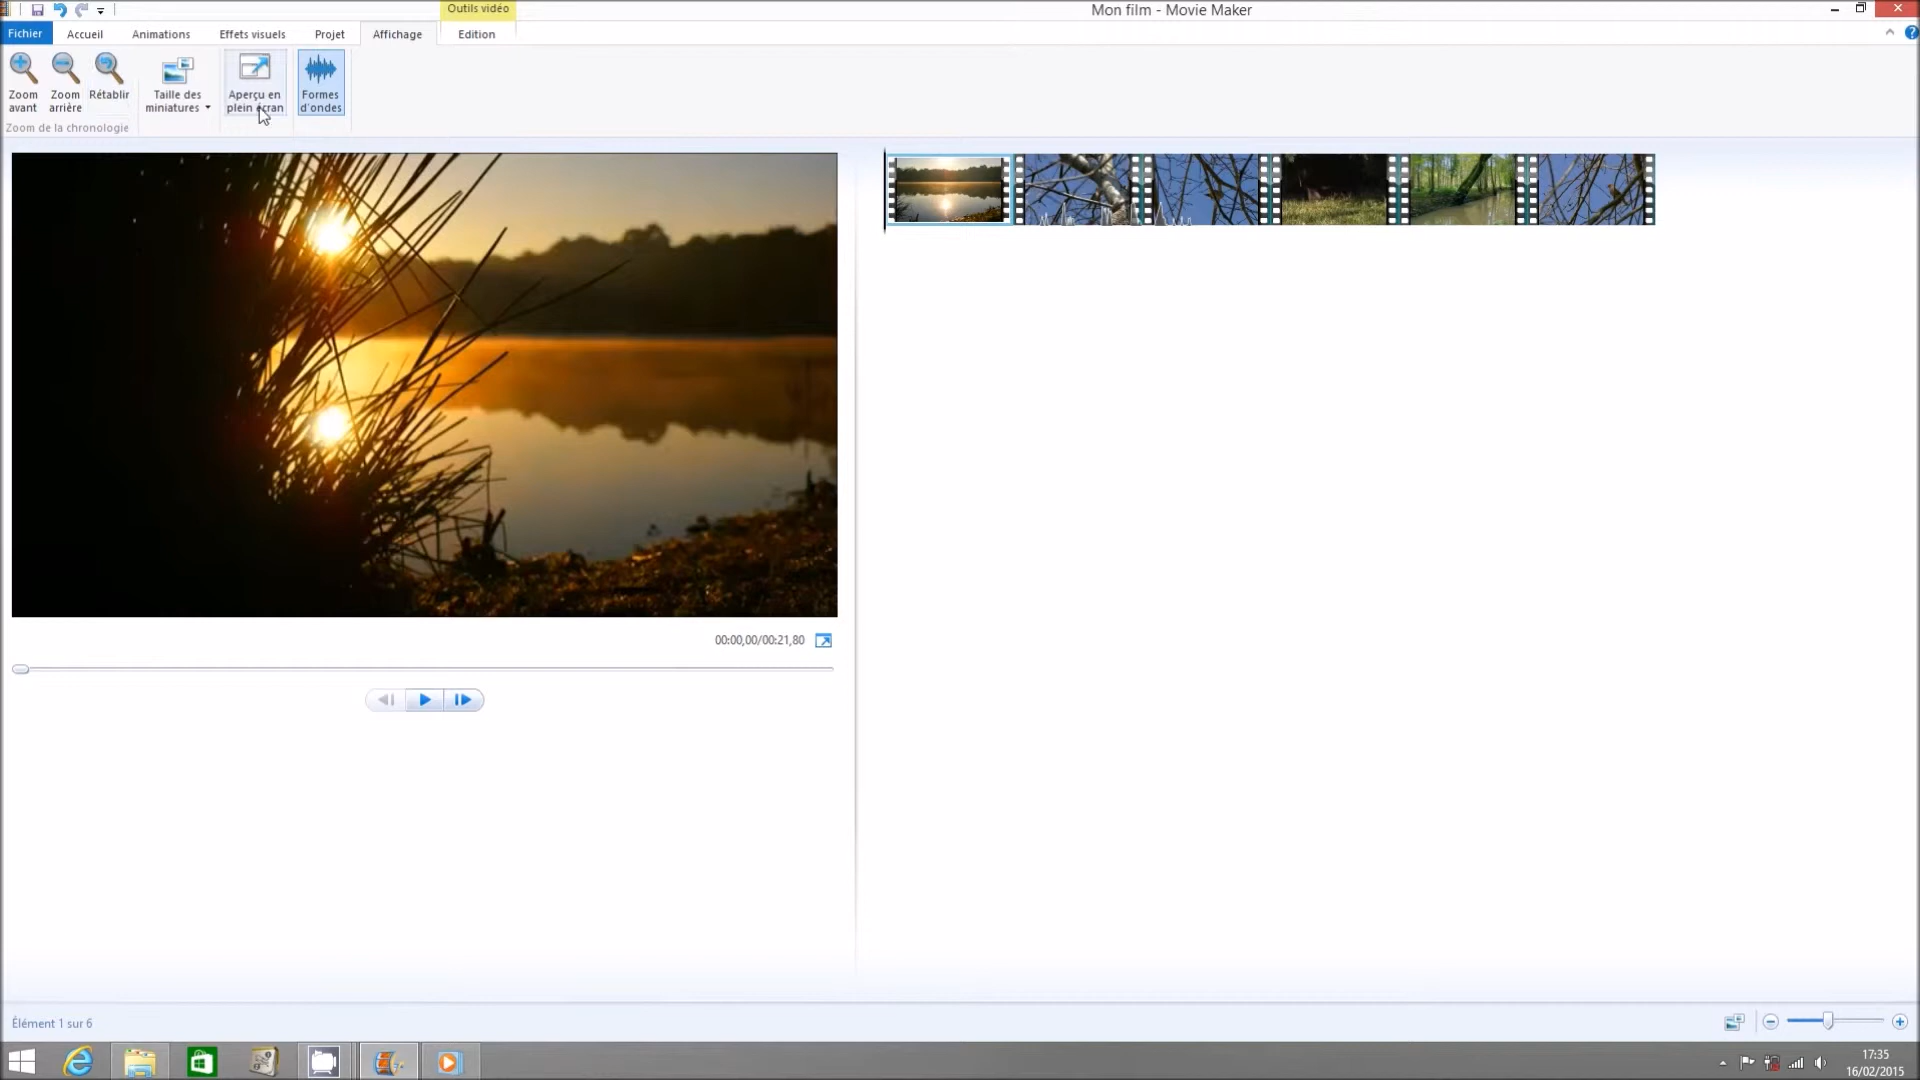 Outils vidéo
Mon film - Movie Maker
Fichier
Accueil
Animations
Effets visuels
Projet
Affichage
Edition
Zoom
avant
Zoom
arrière
Rétablir
Taille des
miniatures
Aperçu en
plein écran
Formes
d'ondes
Zoom de la chronologie
00:00,00/00:21,80
Élément 1 sur 6
17:35
16/02/2015